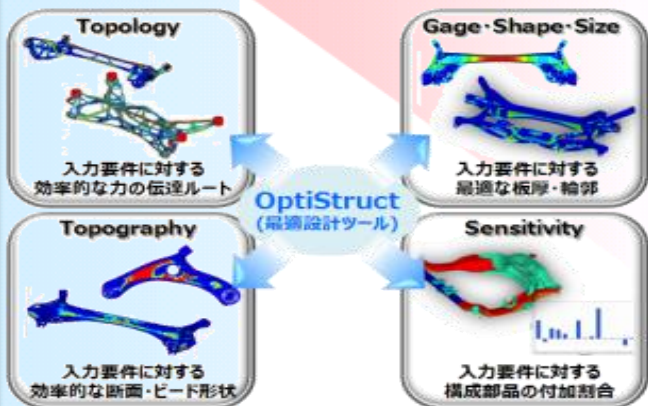 Topology
入力要件に対する
効率的な力の伝達ルート
Gage・Shape・Size
入力要件に対する
最適な板厚・輪郭
OptiStruct
(最適設計ツール)
Topography
入力要件に対する
効率的な断面・ビード形状
Sensitivity
入力要件に対する
構成部品の付加割合